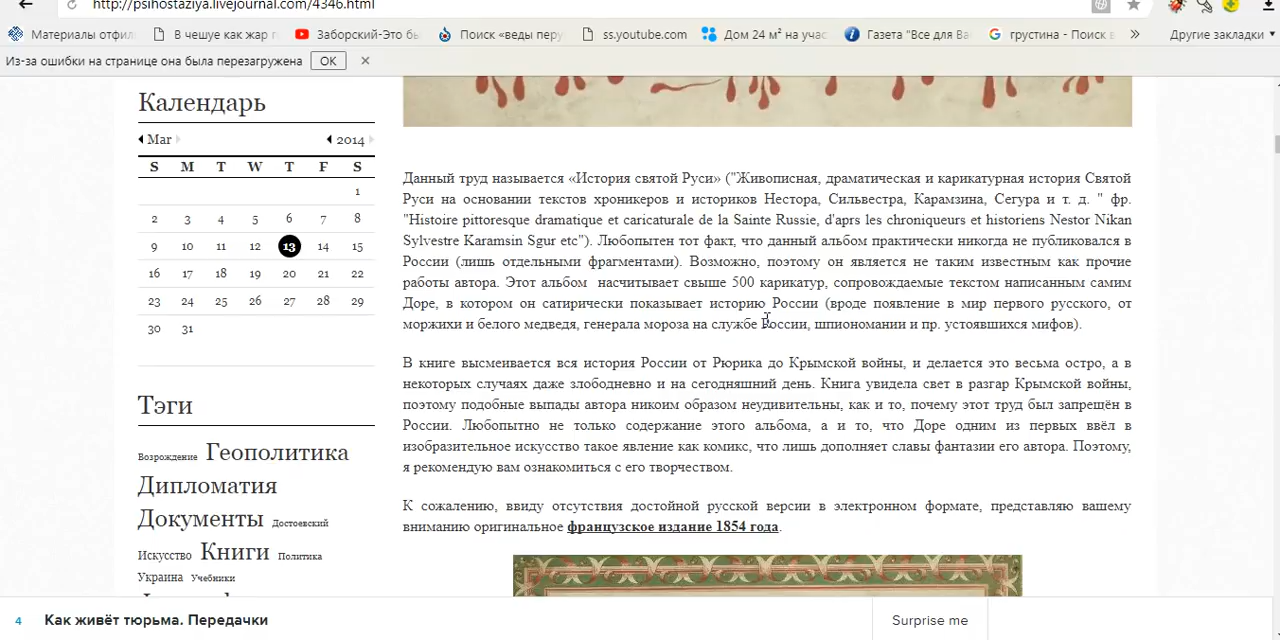 http://psihostaziya.livejournal.com/4346.html
Материалы отфил
В чешуе как жар г
Заборский-Это бы
Поиск «веды перу
ss.youtube.com
Дом 24 м² на учас
Газета "Все для Ва
грустина - Поиск в
»
Другие закладки
Из-за ошибки на странице она была перезагружена
OK
Календарь
Mar
2014
S M T W T F S
1
2 3 4 5 6 7 8
9 10 11 12 13 14 15
16 17 18 19 20 21 22
23 24 25 26 27 28 29
30 31
Тэги
Возрождение Геополитика
Дипломатия
Документы Достоевский
Искусство Книги Политика
Украина Учебники
Данный труд называется «История святой Руси» ("Живописная, драматическая и карикатурная история Святой
Руси на основании текстов хроникеров и историков Нестора, Сильвестра, Карамзина, Сегура и т. д. " фр.
"Histoire pittoresque dramatique et caricaturale de la Sainte Russie, d'aprs les chroniqueurs et historiens Nestor Nikan
Sylvestre Karamsin Sgur etc"). Любопытен тот факт, что данный альбом практически никогда не публиковался в
России (лишь отдельными фрагментами). Возможно, поэтому он является не таким известным как прочие
работы автора. Этот альбом насчитывает свыше 500 карикатур, сопровождаемые текстом написанным самим
Доре, в котором он сатирически показывает историю России (вроде появление в мир первого русского, от
моржихи и белого медведя, генерала мороза на службе России, шпиономании и пр. устоявшихся мифов).
В книге высмеивается вся история России от Рюрика до Крымской войны, и делается это весьма остро, а в
некоторых случаях даже злободневно и на сегодняшний день. Книга увидела свет в разгар Крымской войны,
поэтому подобные выпады автора никоим образом неудивительны, как и то, почему этот труд был запрещён в
России. Любопытно не только содержание этого альбома, а и то, что Доре одним из первых ввёл в
изобразительное искусство такое явление как комикс, что лишь дополняет славы фантазии его автора. Поэтому,
я рекомендую вам ознакомиться с его творчеством.
К сожалению, ввиду отсутствия достойной русской версии в электронном формате, представляю вашему
вниманию оригинальное французское издание 1854 года.
4 Как живёт тюрьма. Передачки
Surprise me